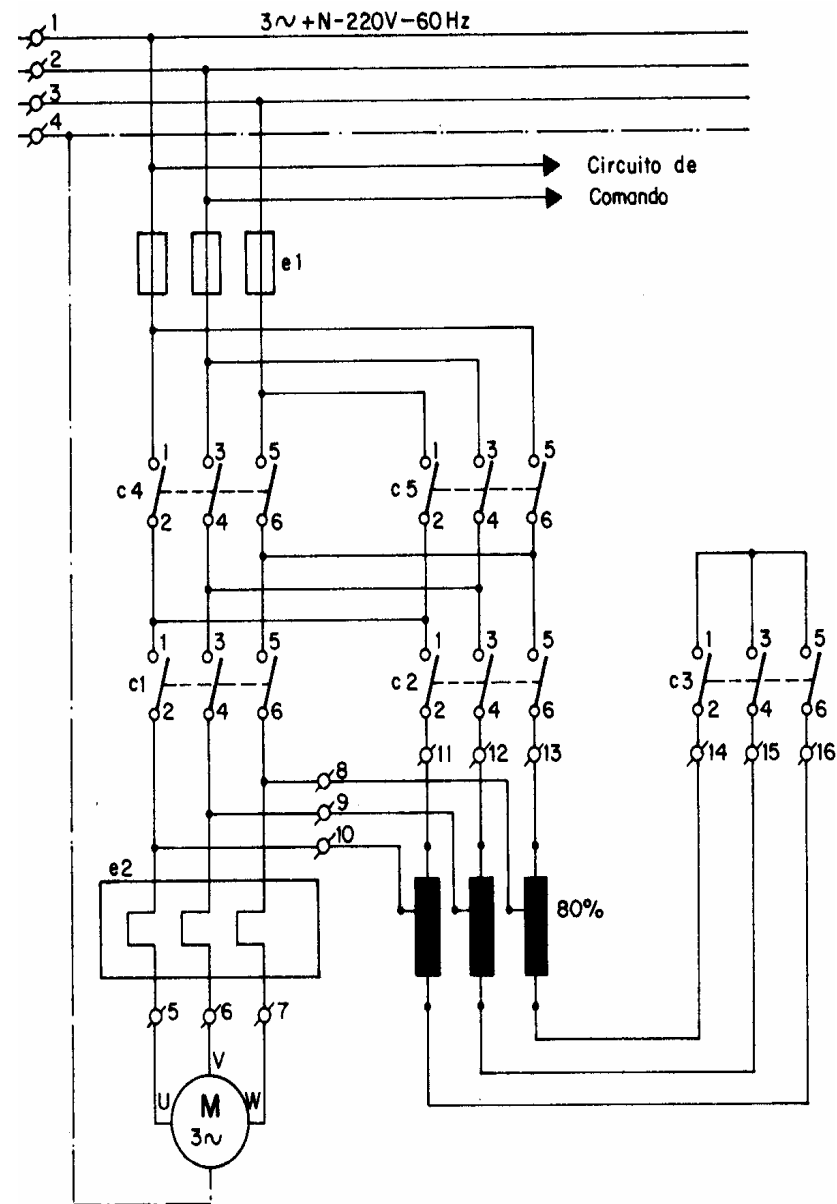 3∿+N-220V-60Hz
1
2
3
4
Circuito de
Comando
e1
1 3 5 1 3 5
c4 c5
2 4 6 2 4 6
1 3 5 1 3 5 1 3 5
c1 c2 c3
2 4 6 2 4 6 2 4 6
11 12 13 14 15 16
8
9
10
e2
80%
5 6 7
V
U M W
3∿